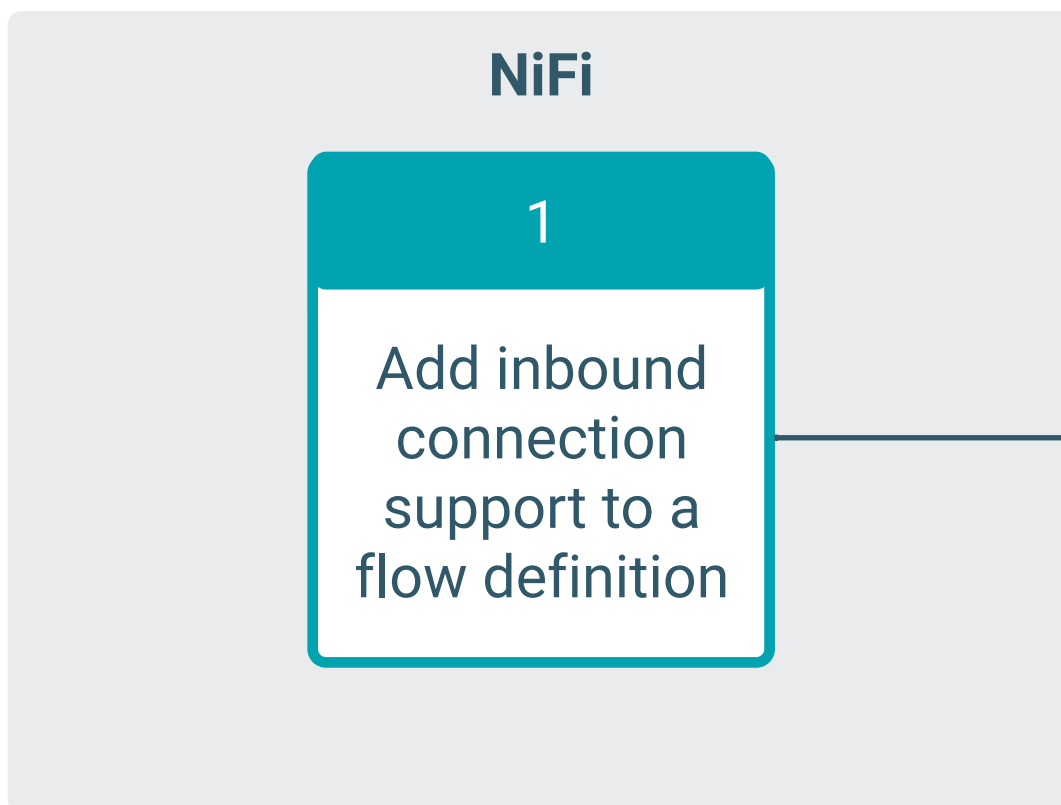 NiFi
1
Add inbound
connection
support to a
flow definition